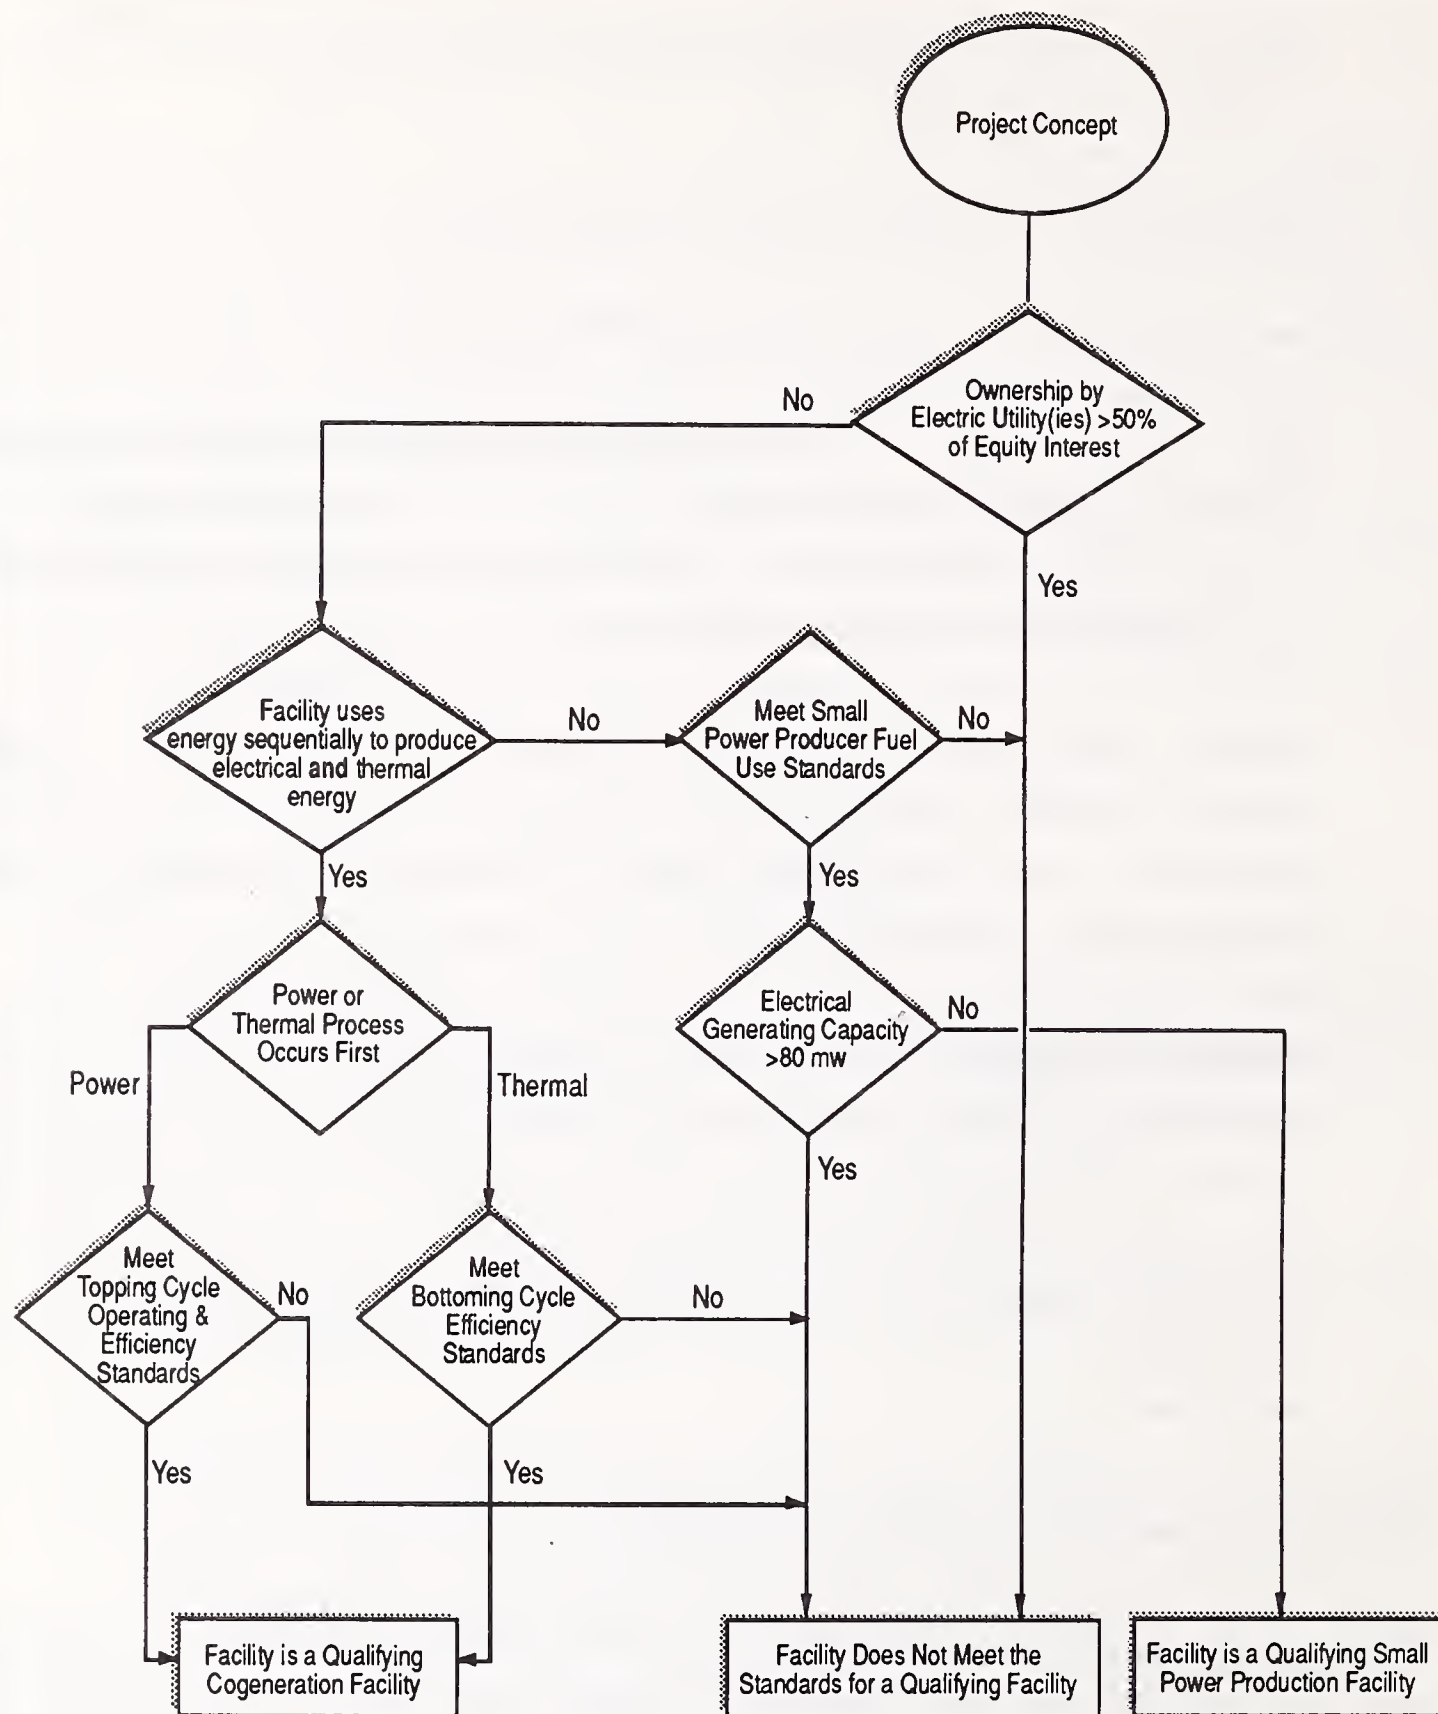 Project Concept
No
Ownership by
Electric Utility(ies) >50%
of Equity Interest
Yes
Facility uses
energy sequentially to produce
electrical and thermal
energy
No
Meet Small
Power Producer Fuel
Use Standards
No
Yes
Yes
Power or
Thermal Process
Occurs First
Electrical
Generating Capacity
>80 mw
No
Power
Thermal
Yes
Meet
Topping Cycle
Operating &
Efficiency
Standards
No
Meet
Bottoming Cycle
Efficiency
Standards
No
Yes
Yes
Facility is a Qualifying
Cogeneration Facility
Facility Does Not Meet the
Standards for a Qualifying Facility
Facility is a Qualifying Small
Power Production Facility